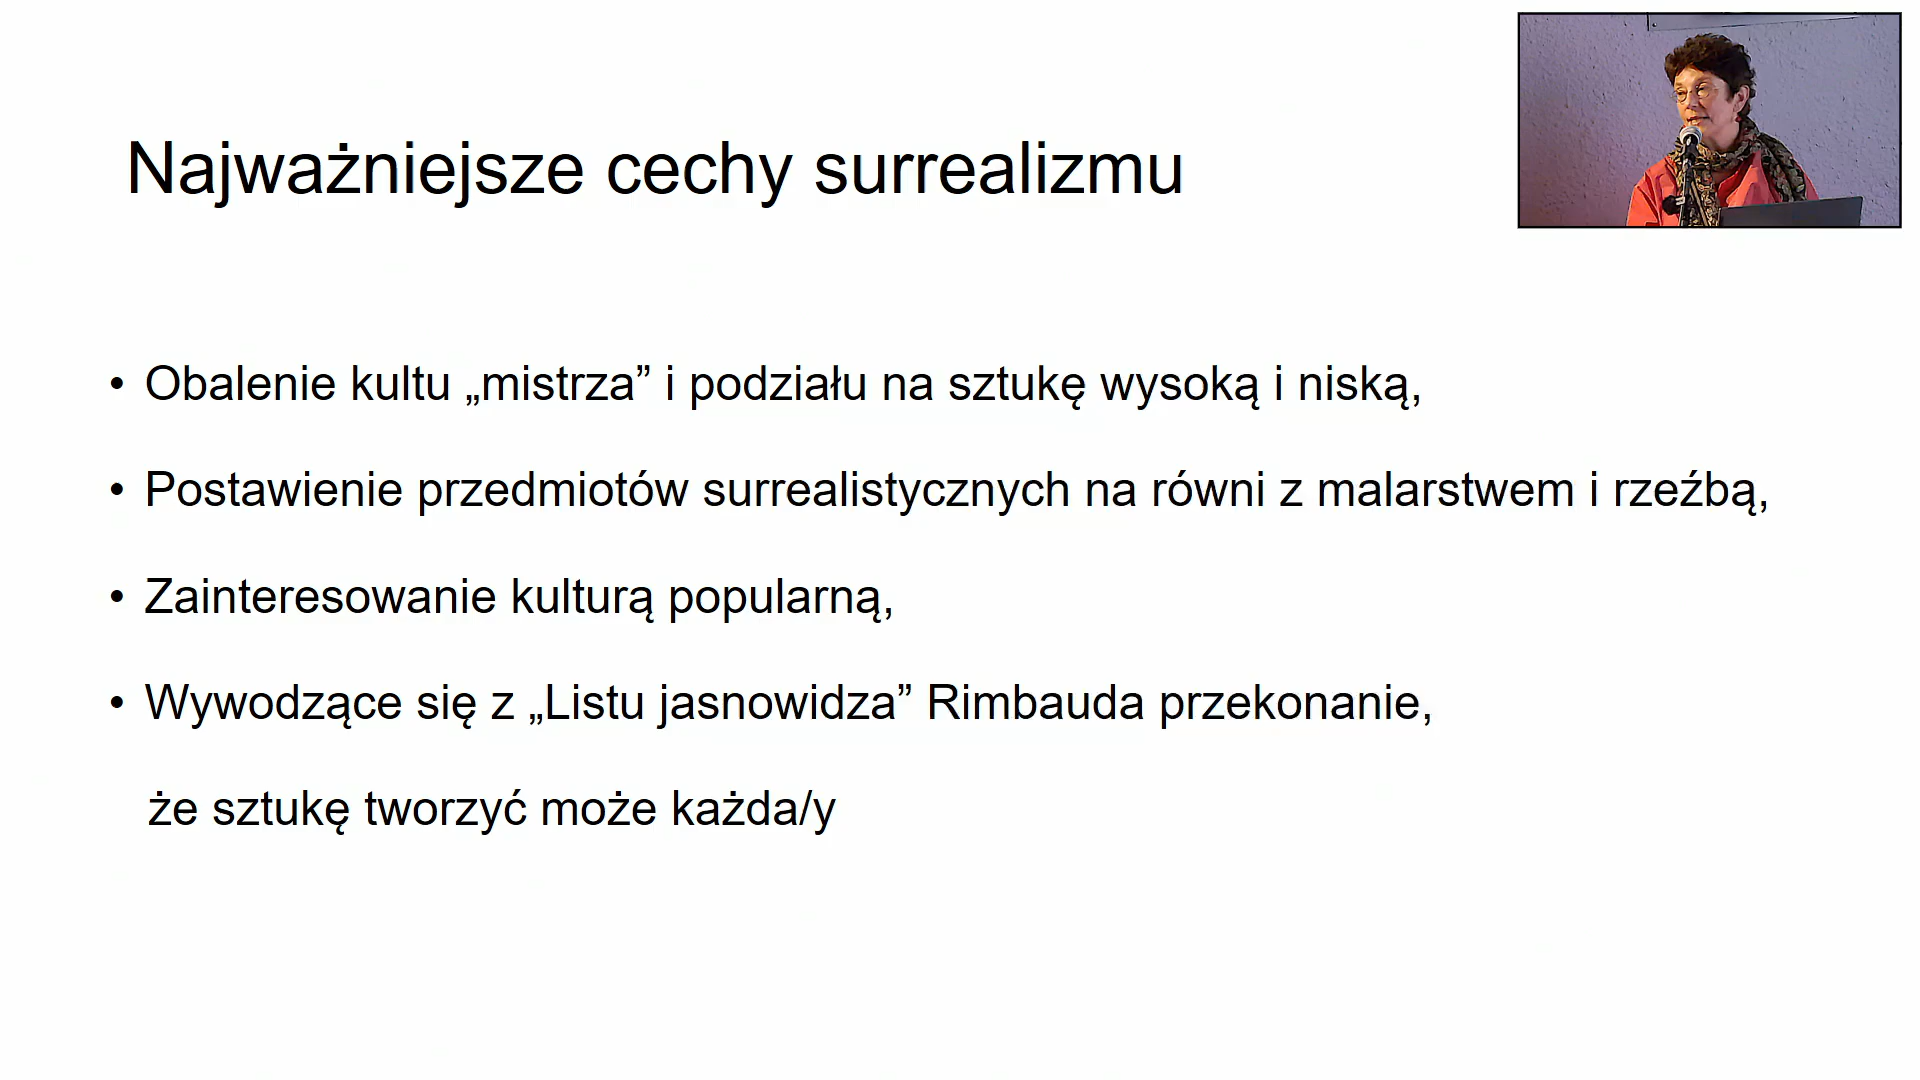 Najważniejsze cechy surrealizmu
• Obalenie kultu „mistrza” i podziału na sztukę wysoką i niską,
• Postawienie przedmiotów surrealistycznych na równi z malarstwem i rzeźbą,
• Zainteresowanie kulturą popularną,
• Wywodzące się z „Listu jasnowidza” Rimbauda przekonanie,
że sztukę tworzyć może każda/y